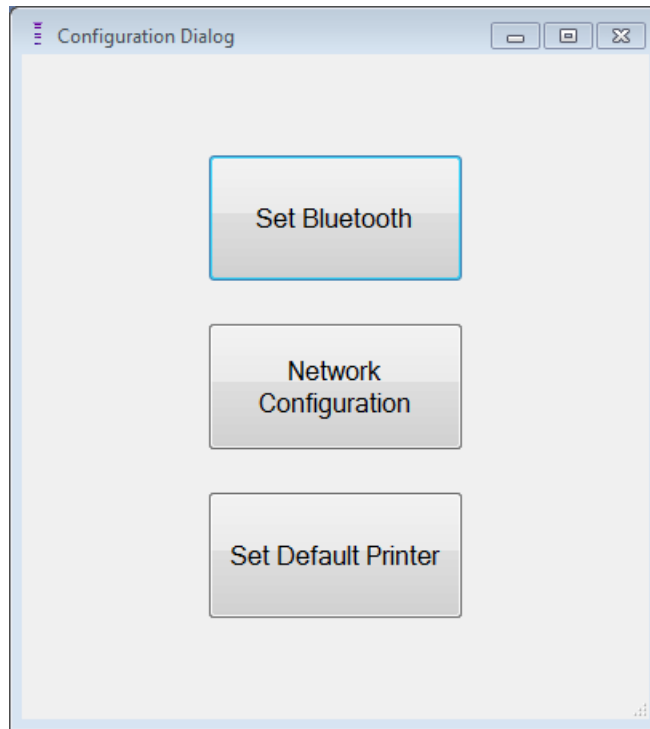 Configuration Dialog
Set Bluetooth
Network
Configuration
Set Default Printer